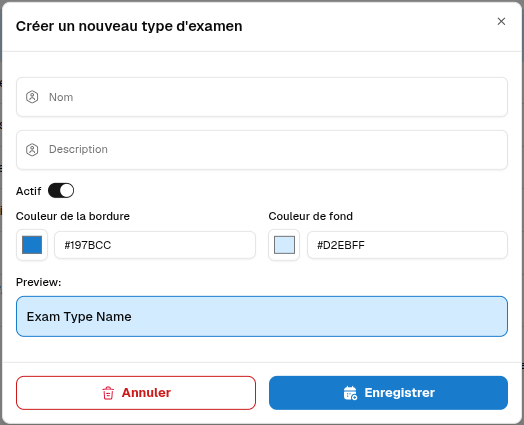 Créer un nouveau type d'examen
Nom
Description
Actif
Couleur de la bordure Couleur de fond
#197BCC #D2EBFF
Preview:
Exam Type Name
Annuler Enregistrer